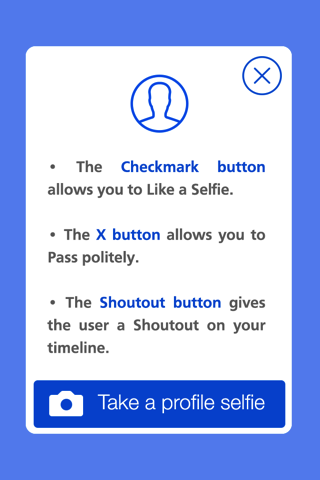 • The Checkmark button
allows you to Like a Selfie.
• The X button allows you to
Pass politely.
• The Shoutout button gives
the user a Shoutout on your
timeline.
Take a profile selfie